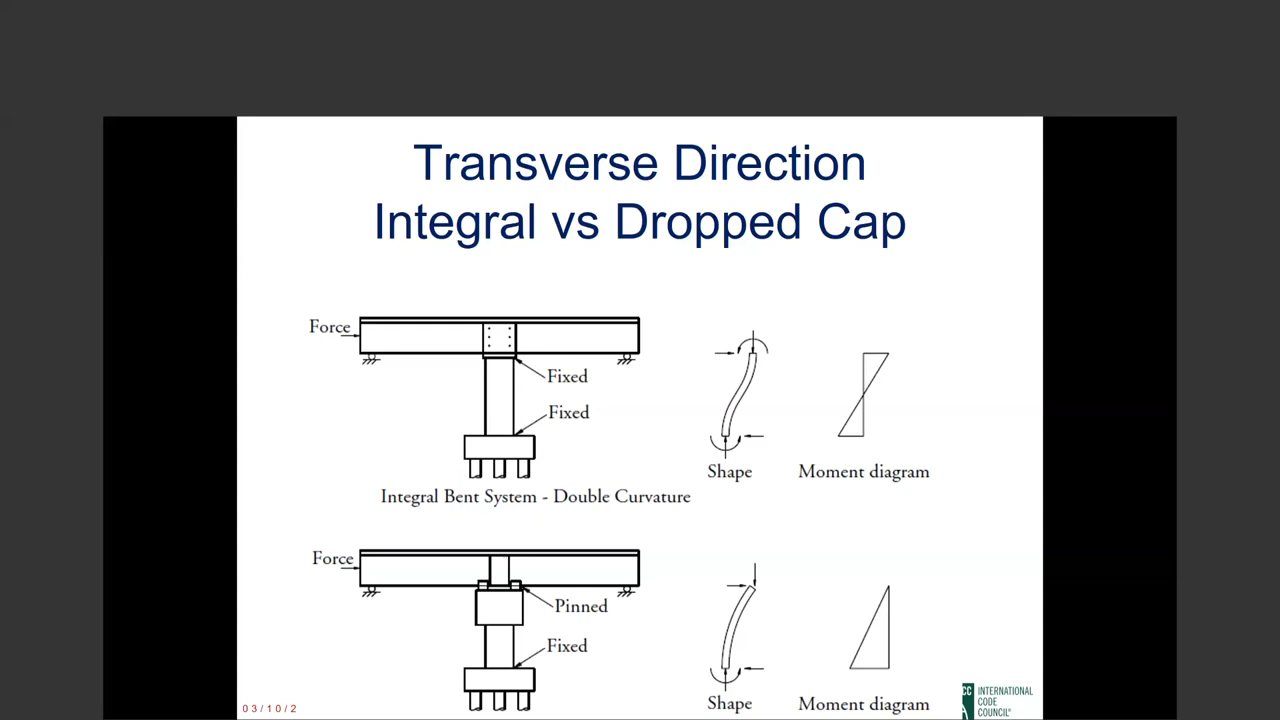 Transverse Direction
Integral vs Dropped Cap
Force
Fixed
Fixed
Shape
Moment diagram
Integral Bent System - Double Curvature
Force
Pinned
Fixed
Shape
Moment diagram
03/10/2
CC
INTERNATIONAL
CODE
COUNCIL®